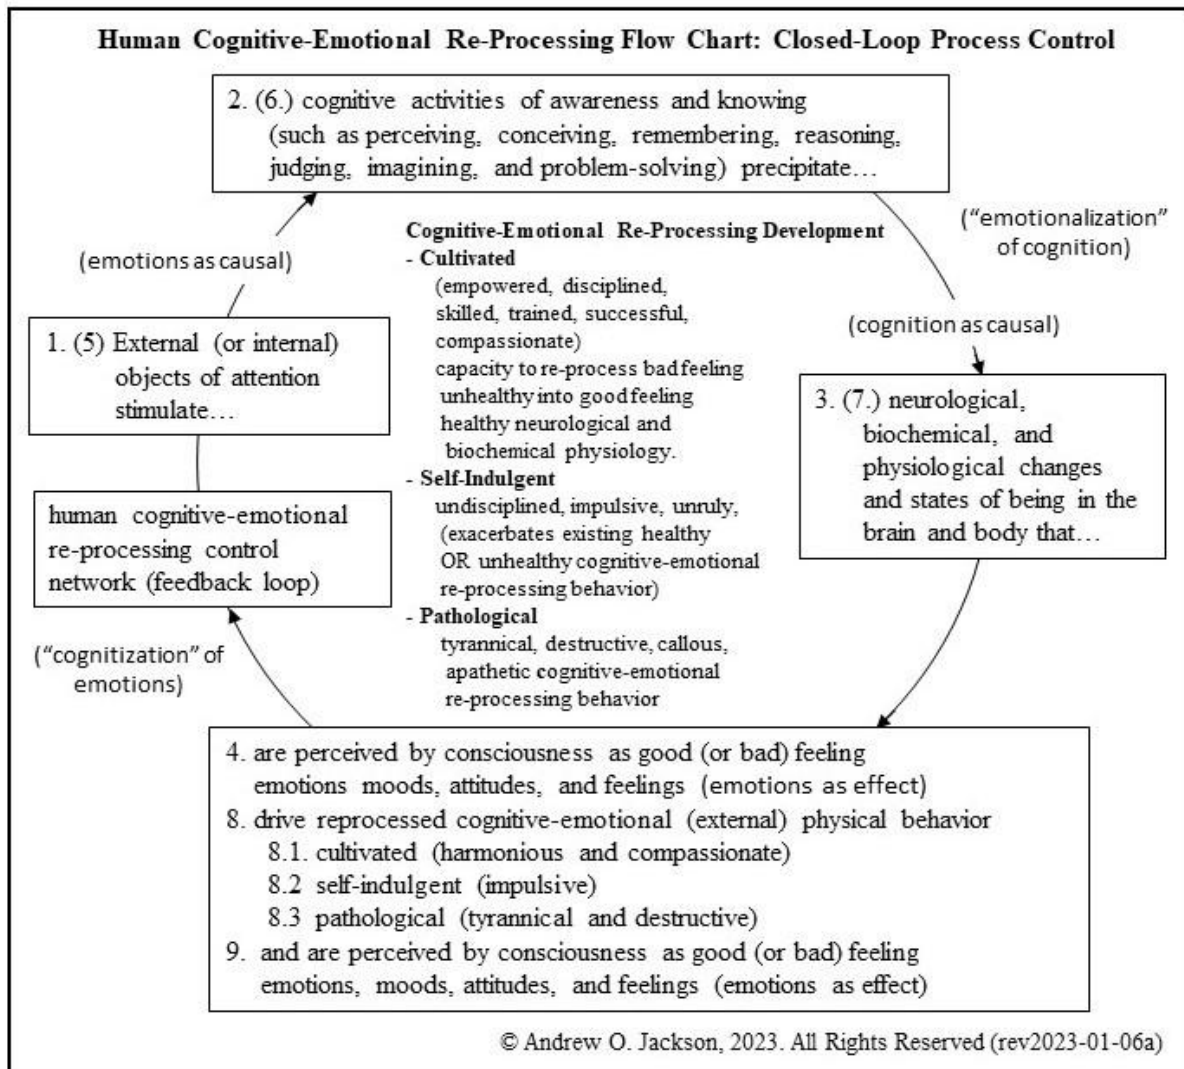 Human Cognitive-Emotional Re-Processing Flow Chart: Closed-Loop Process Control
2. (6.) cognitive activities of awareness and knowing
(such as perceiving, conceiving, remembering, reasoning,
judging, imagining, and problem-solving) precipitate…
(“emotionalization”
of cognition)
(cognition as causal)
(emotions as causal)
1. (5) External (or internal)
objects of attention
stimulate…
Cognitive-Emotional Re-Processing Development
- Cultivated
(empowered, disciplined,
skilled, trained, successful,
compassionate)
capacity to re-process bad feeling
unhealthy into good feeling
healthy neurological and
biochemical physiology.
- Self-Indulgent
undisciplined, impulsive, unruly,
(exacerbates existing healthy
OR unhealthy cognitive-emotional
re-processing behavior)
- Pathological
tyrannical, destructive, callous,
apathetic cognitive-emotional
re-processing behavior
3. (7.) neurological,
biochemical, and
physiological changes
and states of being in the
brain and body that…
human cognitive-emotional
re-processing control
network (feedback loop)
(“cognitization” of
emotions)
4. are perceived by consciousness as good (or bad) feeling
emotions moods, attitudes, and feelings (emotions as effect)
8. drive reprocessed cognitive-emotional (external) physical behavior
8.1. cultivated (harmonious and compassionate)
8.2 self-indulgent (impulsive)
8.3 pathological (tyrannical and destructive)
9. and are perceived by consciousness as good (or bad) feeling
emotions, moods, attitudes, and feelings (emotions as effect)
© Andrew O. Jackson, 2023. All Rights Reserved (rev2023-01-06a)